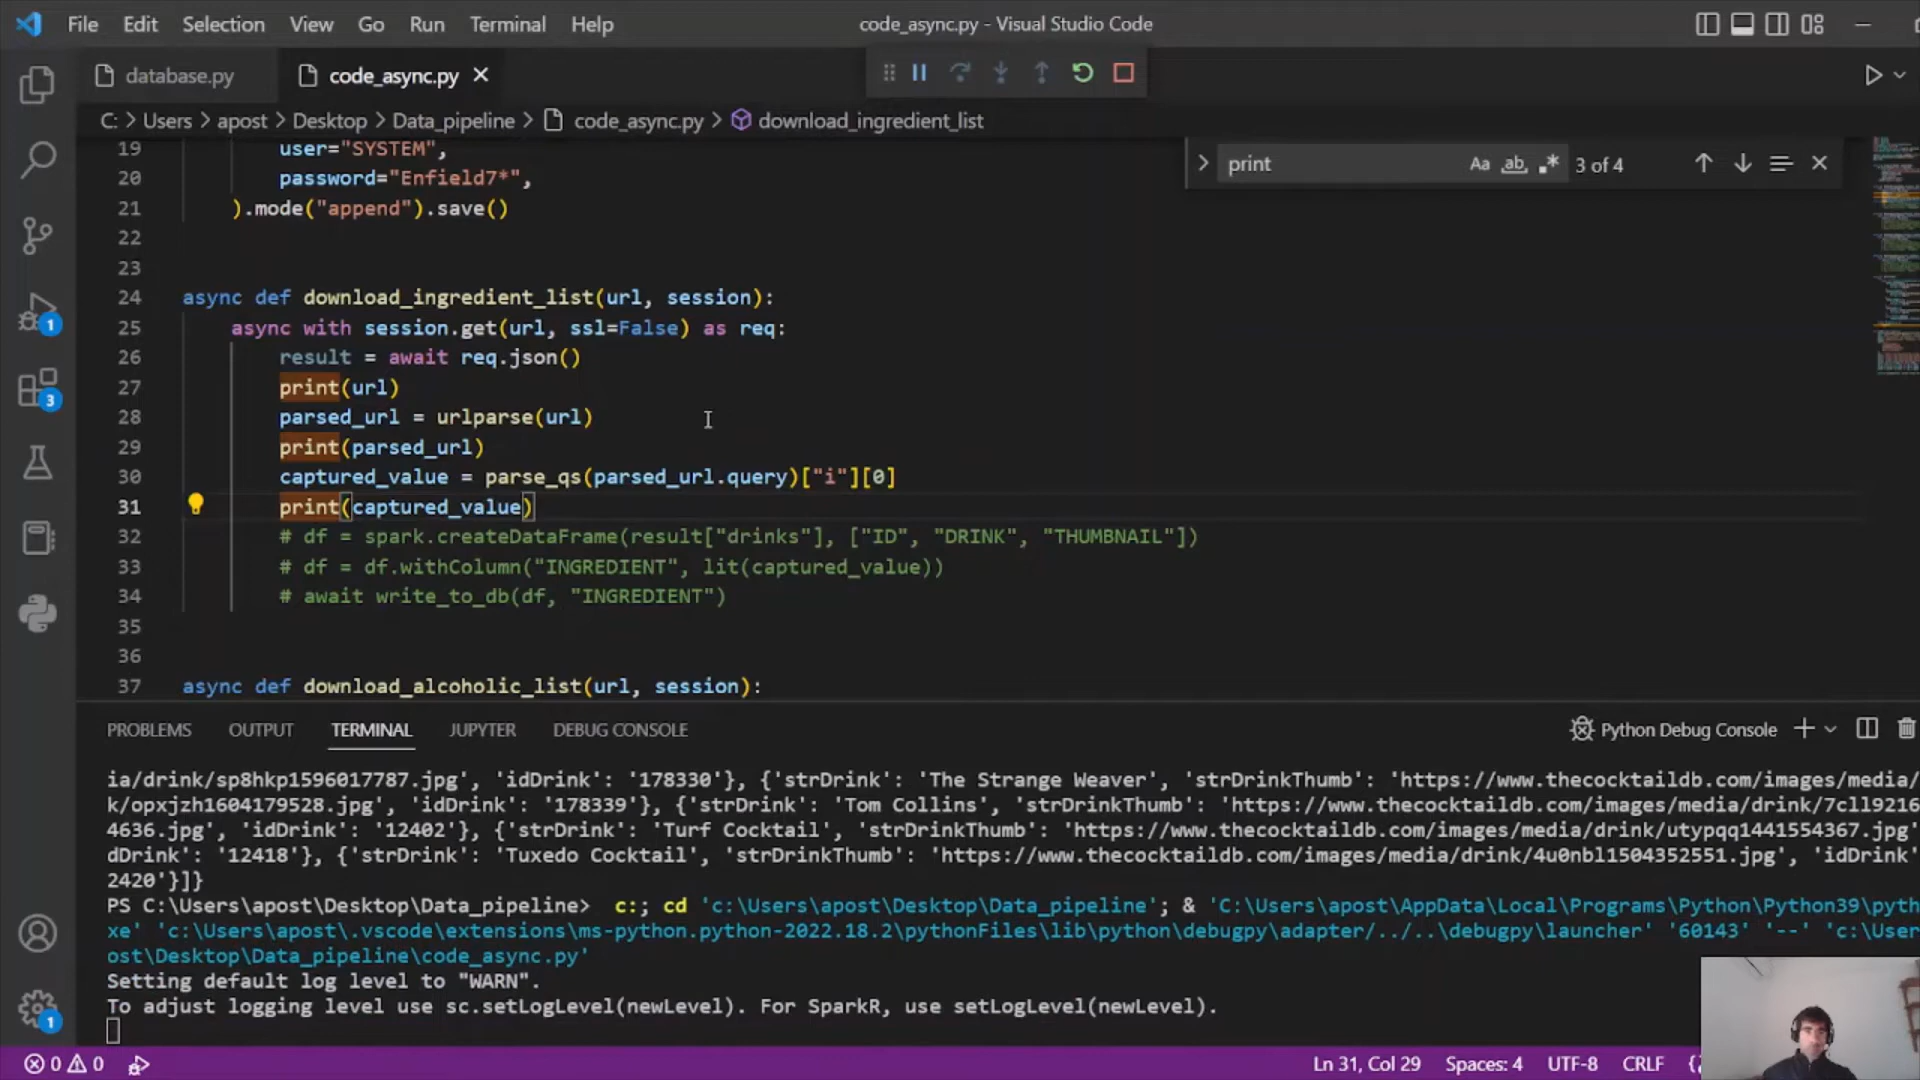 File Edit Selection View Go Run Terminal Help code_async.py - Visual Studio Code
database.py code_async.py
C: > Users > apost > Desktop > Data_pipeline > code_async.py > download_ingredient_list
print Aa ab 3 of 4
19 user="SYSTEM",
20 password="Enfield7*",
21 ).mode("append").save()
22
23
24 async def download_ingredient_list(url, session):
25 async with session.get(url, ssl=False) as req:
26 result = await req.json()
27 print(url)
28 parsed_url = urlparse(url)
29 print(parsed_url)
30 captured_value = parse_qs(parsed_url.query)["i"][0]
31 print(captured_value)
32 # df = spark.createDataFrame(result["drinks"], ["ID", "DRINK", "THUMBNAIL"])
33 # df = df.withColumn("INGREDIENT", lit(captured_value))
34 # await write_to_db(df, "INGREDIENT")
35
36
37 async def download_alcoholic_list(url, session):
1
3
PROBLEMS OUTPUT TERMINAL JUPYTER DEBUG CONSOLE Python Debug Console
ia/drink/sp8hkp1596017787.jpg', 'idDrink': '178330'}, {'strDrink': 'The Strange Weaver', 'strDrinkThumb': 'https://www.thecocktaildb.com/images/media/
k/opxjzh1604179528.jpg', 'idDrink': '178339'}, {'strDrink': 'Tom Collins', 'strDrinkThumb': 'https://www.thecocktaildb.com/images/media/drink/7cll9216
4636.jpg', 'idDrink': '12402'}, {'strDrink': 'Turf Cocktail', 'strDrinkThumb': 'https://www.thecocktaildb.com/images/media/drink/utypqq1441554367.jpg'
dDrink': '12418'}, {'strDrink': 'Tuxedo Cocktail', 'strDrinkThumb': 'https://www.thecocktaildb.com/images/media/drink/4u0nbl1504352551.jpg', 'idDrink'
2420'}]}
PS C:\Users\apost\Desktop\Data_pipeline> c:; cd 'c:\Users\apost\Desktop\Data_pipeline'; & 'C:\Users\apost\AppData\Local\Programs\Python\Python39\pyth
xe' 'c:\Users\apost\.vscode\extensions\ms-python.python-2022.18.2\pythonFiles\lib\python\debugpy\adapter/../..\debugpy\launcher' '60143' '--' 'c:\User
ost\Desktop\Data_pipeline\code_async.py'
Setting default log level to "WARN".
To adjust logging level use sc.setLogLevel(newLevel). For SparkR, use setLogLevel(newLevel).
1
0 0 Ln 31, Col 29 Spaces: 4 UTF-8 CRLF {